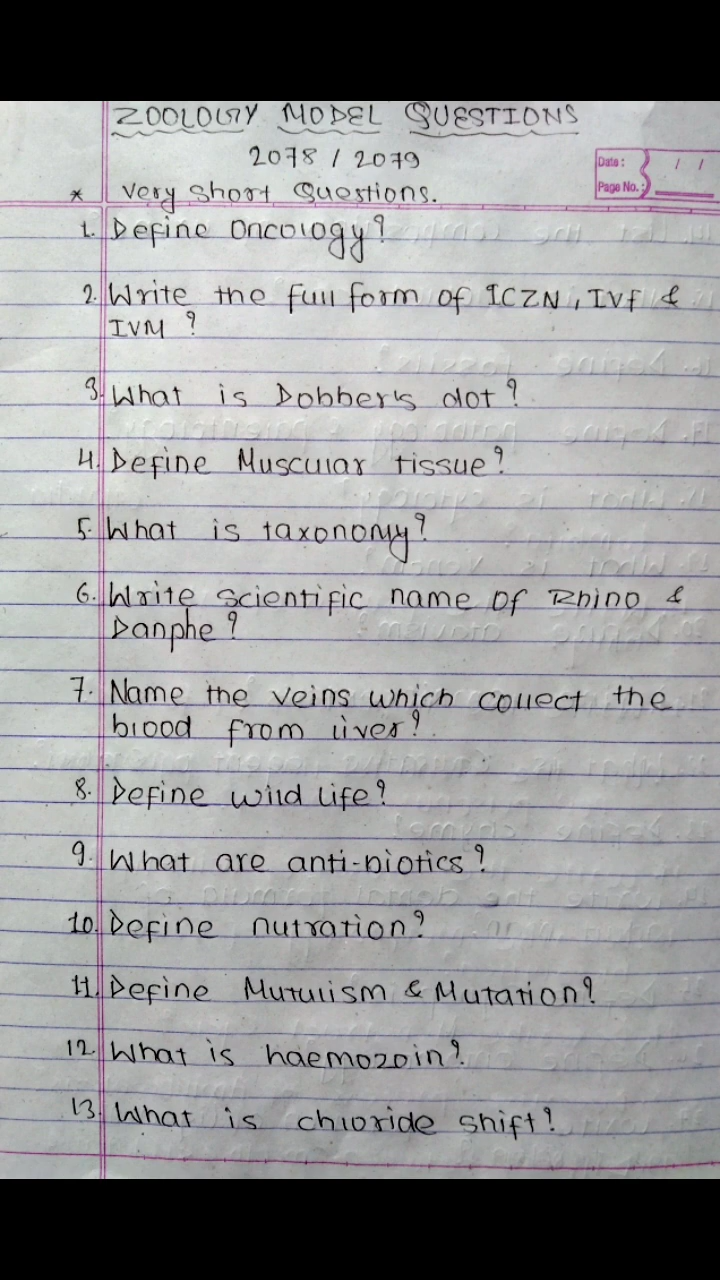 ZOOLOGY MODEL QUESTIONS
2078 / 2079
Date : / /
Page No. :
* Very Short Questions.
1. Define Oncology?
2. Write the full form of ICZN, IVF &
IVM ?
3. What is Dobber's dot?
4. Define Muscular tissue?
5. What is taxonomy?
6. Write scientific name of Rhino &
Danphe?
7. Name the veins which collect the
blood from liver?
8. Define wild life?
9. What are anti-biotics?
10. Define nutration?
11. Define Mutulism & Mutation?
12. What is haemozoin?
13. What is chloride shift?